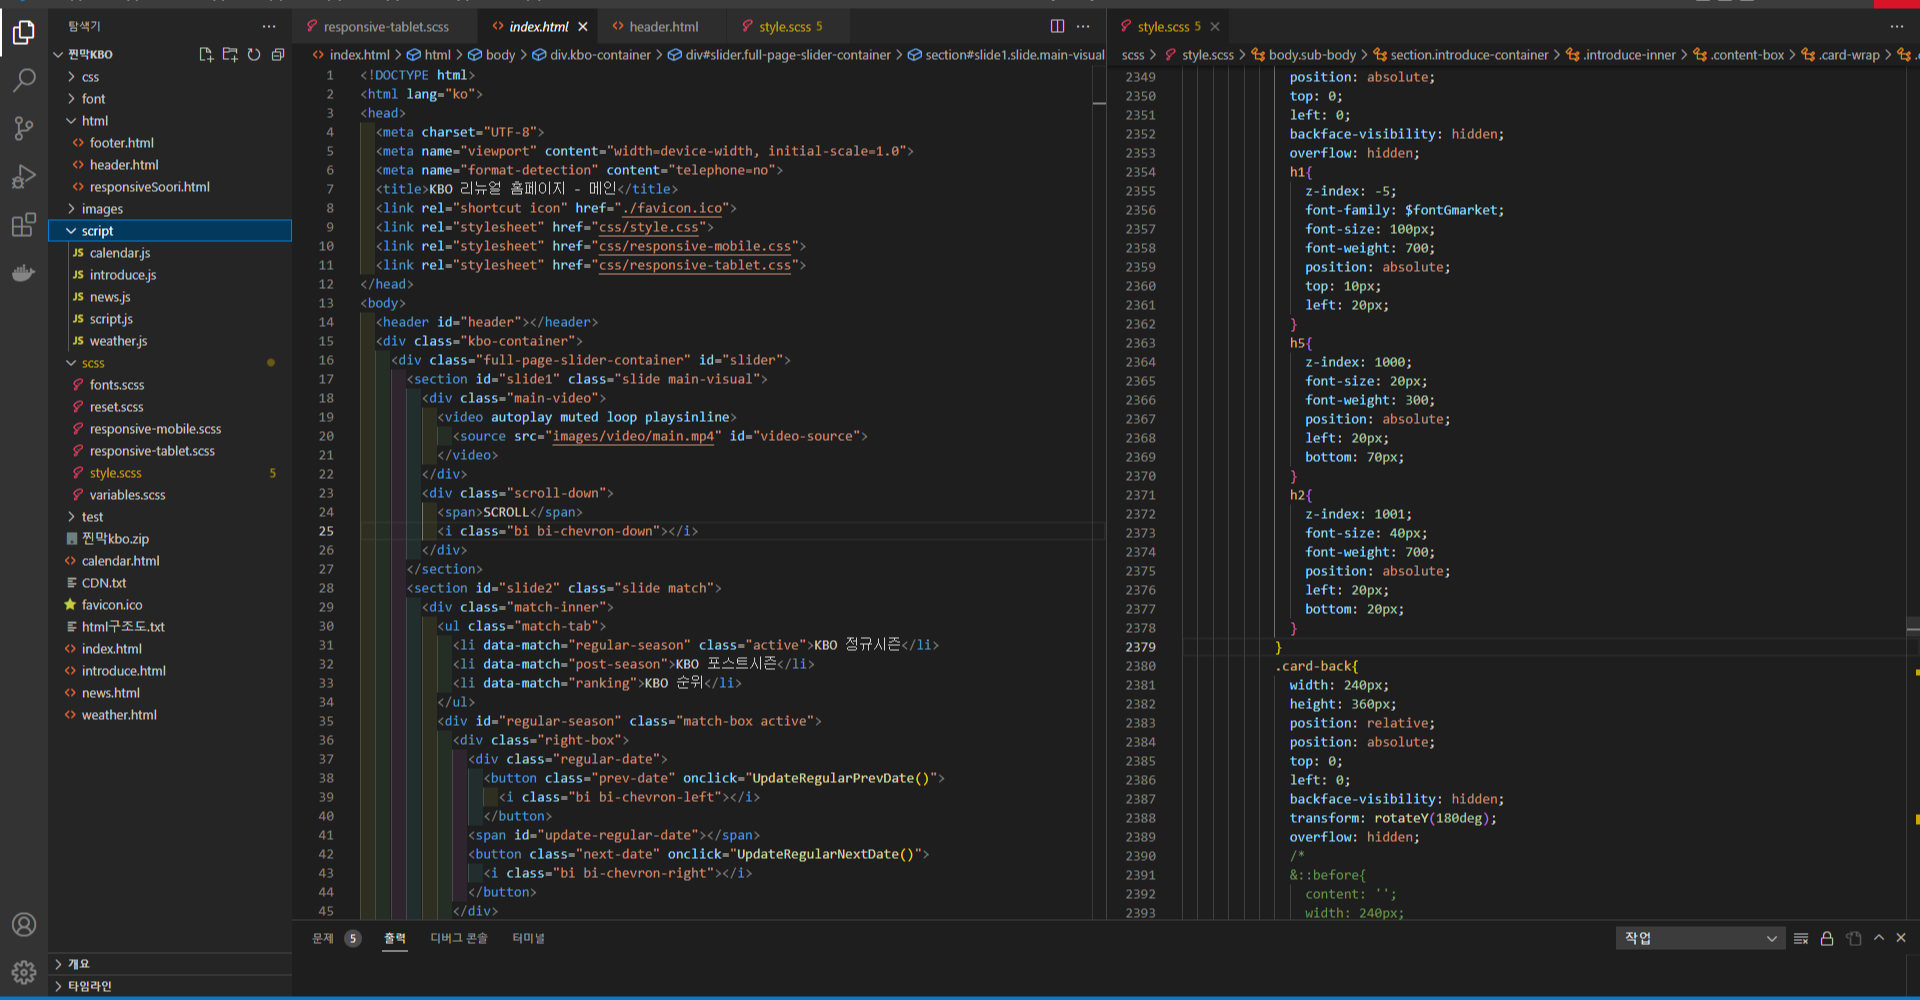 탐색기
찐막KBO
css
font
html
footer.html
header.html
responsiveSoori.html
images
script
JS calendar.js
JS introduce.js
JS news.js
JS script.js
JS weather.js
scss
fonts.scss
reset.scss
responsive-mobile.scss
responsive-tablet.scss
style.scss 5
variables.scss
test
찐막kbo.zip
calendar.html
CDN.txt
favicon.ico
html구조도.txt
index.html
introduce.html
news.html
weather.html
개요
타임라인
responsive-tablet.scss index.html header.html style.scss 5
index.html > html > body > div.kbo-container > div#slider.full-page-slider-container > section#slide1.slide.main-visual
1 <!DOCTYPE html>
2 <html lang="ko">
3 <head>
4 <meta charset="UTF-8">
5 <meta name="viewport" content="width=device-width, initial-scale=1.0">
6 <meta name="format-detection" content="telephone=no">
7 <title>KBO 리뉴얼 홈페이지 - 메인</title>
8 <link rel="shortcut icon" href="./favicon.ico">
9 <link rel="stylesheet" href="css/style.css">
10 <link rel="stylesheet" href="css/responsive-mobile.css">
11 <link rel="stylesheet" href="css/responsive-tablet.css">
12 </head>
13 <body>
14 <header id="header"></header>
15 <div class="kbo-container">
16 <div class="full-page-slider-container" id="slider">
17 <section id="slide1" class="slide main-visual">
18 <div class="main-video">
19 <video autoplay muted loop playsinline>
20 <source src="images/video/main.mp4" id="video-source">
21 </video>
22 </div>
23 <div class="scroll-down">
24 <span>SCROLL</span>
25 <i class="bi bi-chevron-down"></i>
26 </div>
27 </section>
28 <section id="slide2" class="slide match">
29 <div class="match-inner">
30 <ul class="match-tab">
31 <li data-match="regular-season" class="active">KBO 정규시즌</li>
32 <li data-match="post-season">KBO 포스트시즌</li>
33 <li data-match="ranking">KBO 순위</li>
34 </ul>
35 <div id="regular-season" class="match-box active">
36 <div class="right-box">
37 <div class="regular-date">
38 <button class="prev-date" onclick="UpdateRegularPrevDate()">
39 <i class="bi bi-chevron-left"></i>
40 </button>
41 <span id="update-regular-date"></span>
42 <button class="next-date" onclick="UpdateRegularNextDate()">
43 <i class="bi bi-chevron-right"></i>
44 </button>
45 </div>
style.scss 5
scss > style.scss > body.sub-body > section.introduce-container > .introduce-inner > .content-box > .card-wrap >
2349 position: absolute;
2350 top: 0;
2351 left: 0;
2352 backface-visibility: hidden;
2353 overflow: hidden;
2354 h1{
2355 z-index: -5;
2356 font-family: $fontGmarket;
2357 font-size: 100px;
2358 font-weight: 700;
2359 position: absolute;
2360 top: 10px;
2361 left: 20px;
2362 }
2363 h5{
2364 z-index: 1000;
2365 font-size: 20px;
2366 font-weight: 300;
2367 position: absolute;
2368 left: 20px;
2369 bottom: 70px;
2370 }
2371 h2{
2372 z-index: 1001;
2373 font-size: 40px;
2374 font-weight: 700;
2375 position: absolute;
2376 left: 20px;
2377 bottom: 20px;
2378 }
2379 }
2380 .card-back{
2381 width: 240px;
2382 height: 360px;
2383 position: relative;
2384 position: absolute;
2385 top: 0;
2386 left: 0;
2387 backface-visibility: hidden;
2388 transform: rotateY(180deg);
2389 overflow: hidden;
2390 /*
2391 &::before{
2392 content: '';
2393 width: 240px;
문제 5 출력 디버그 콘솔 터미널
작업